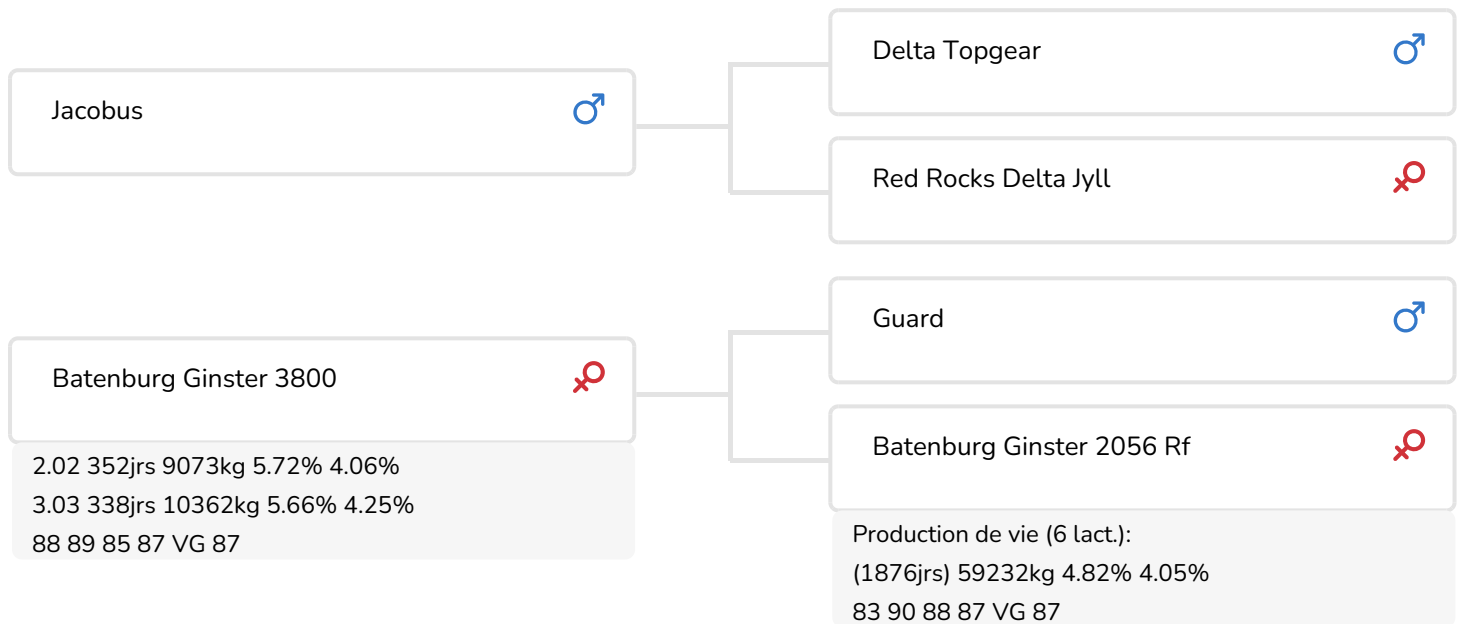 Jacobus
Delta Topgear
Red Rocks Delta Jyll
Batenburg Ginster 3800
2.02 352jrs 9073kg 5.72% 4.06%
3.03 338jrs 10362kg 5.66% 4.25%
88 89 85 87 VG 87
Guard
Batenburg Ginster 2056 Rf
Production de vie (6 lact.):
(1876jrs) 59232kg 4.82% 4.05%
83 90 88 87 VG 87